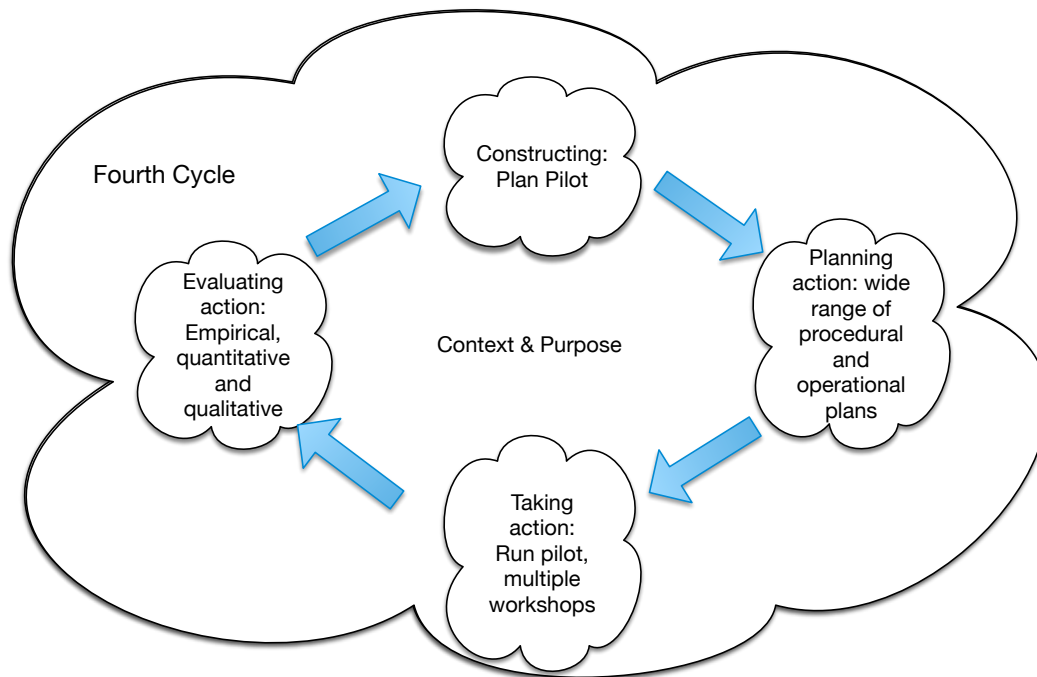 Fourth Cycle
Constructing:
Plan Pilot
Planning
action: wide
range of
procedural
and
operational
plans
Taking
action:
Run pilot,
multiple
workshops
Evaluating
action:
Empirical,
quantitative
and
qualitative
Context & Purpose